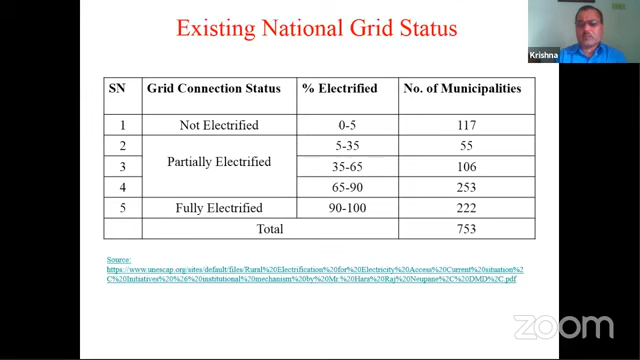 Existing National Grid Status
Krishna
SN Grid Connection Status % Electrified No. of Municipalities
1 Not Electrified 0-5 117
2 Partially Electrified 5-35 55
3 35-65 106
4 65-90 253
5 Fully Electrified 90-100 222
Total 753
Source:
https://www.unescap.org/sites/default/files/Rural%20Electrification%20for%20Electricity%20Access%20Current%20situation%2
C%20Initiatives%20%26%20institutional%20mechanism%20by%20Mr.%20Hara%20Raj%20Neupane%2C%20DMD%2C.pdf
zoom